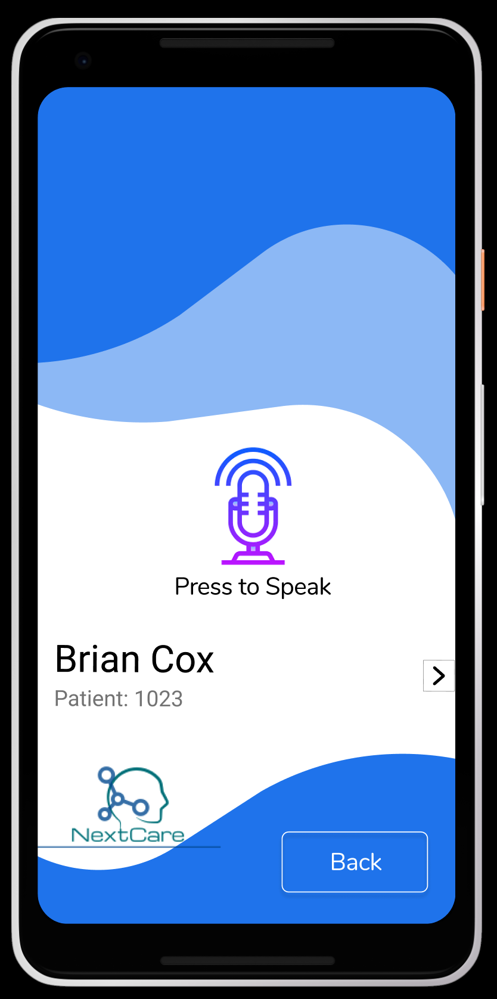 Press to Speak
Brian Cox
Patient: 1023
NextCare
Back